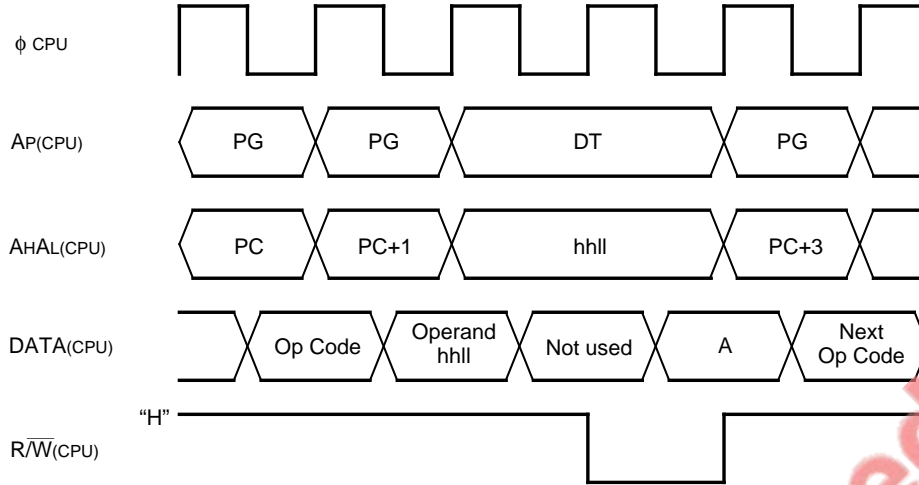 ϕ CPU
AP(CPU) PG PG DT PG
AHAL(CPU) PC PC+1 hhll PC+3
DATA(CPU) Op Code Operand hhll Not used A Next Op Code
“H”
R/W̅(CPU)